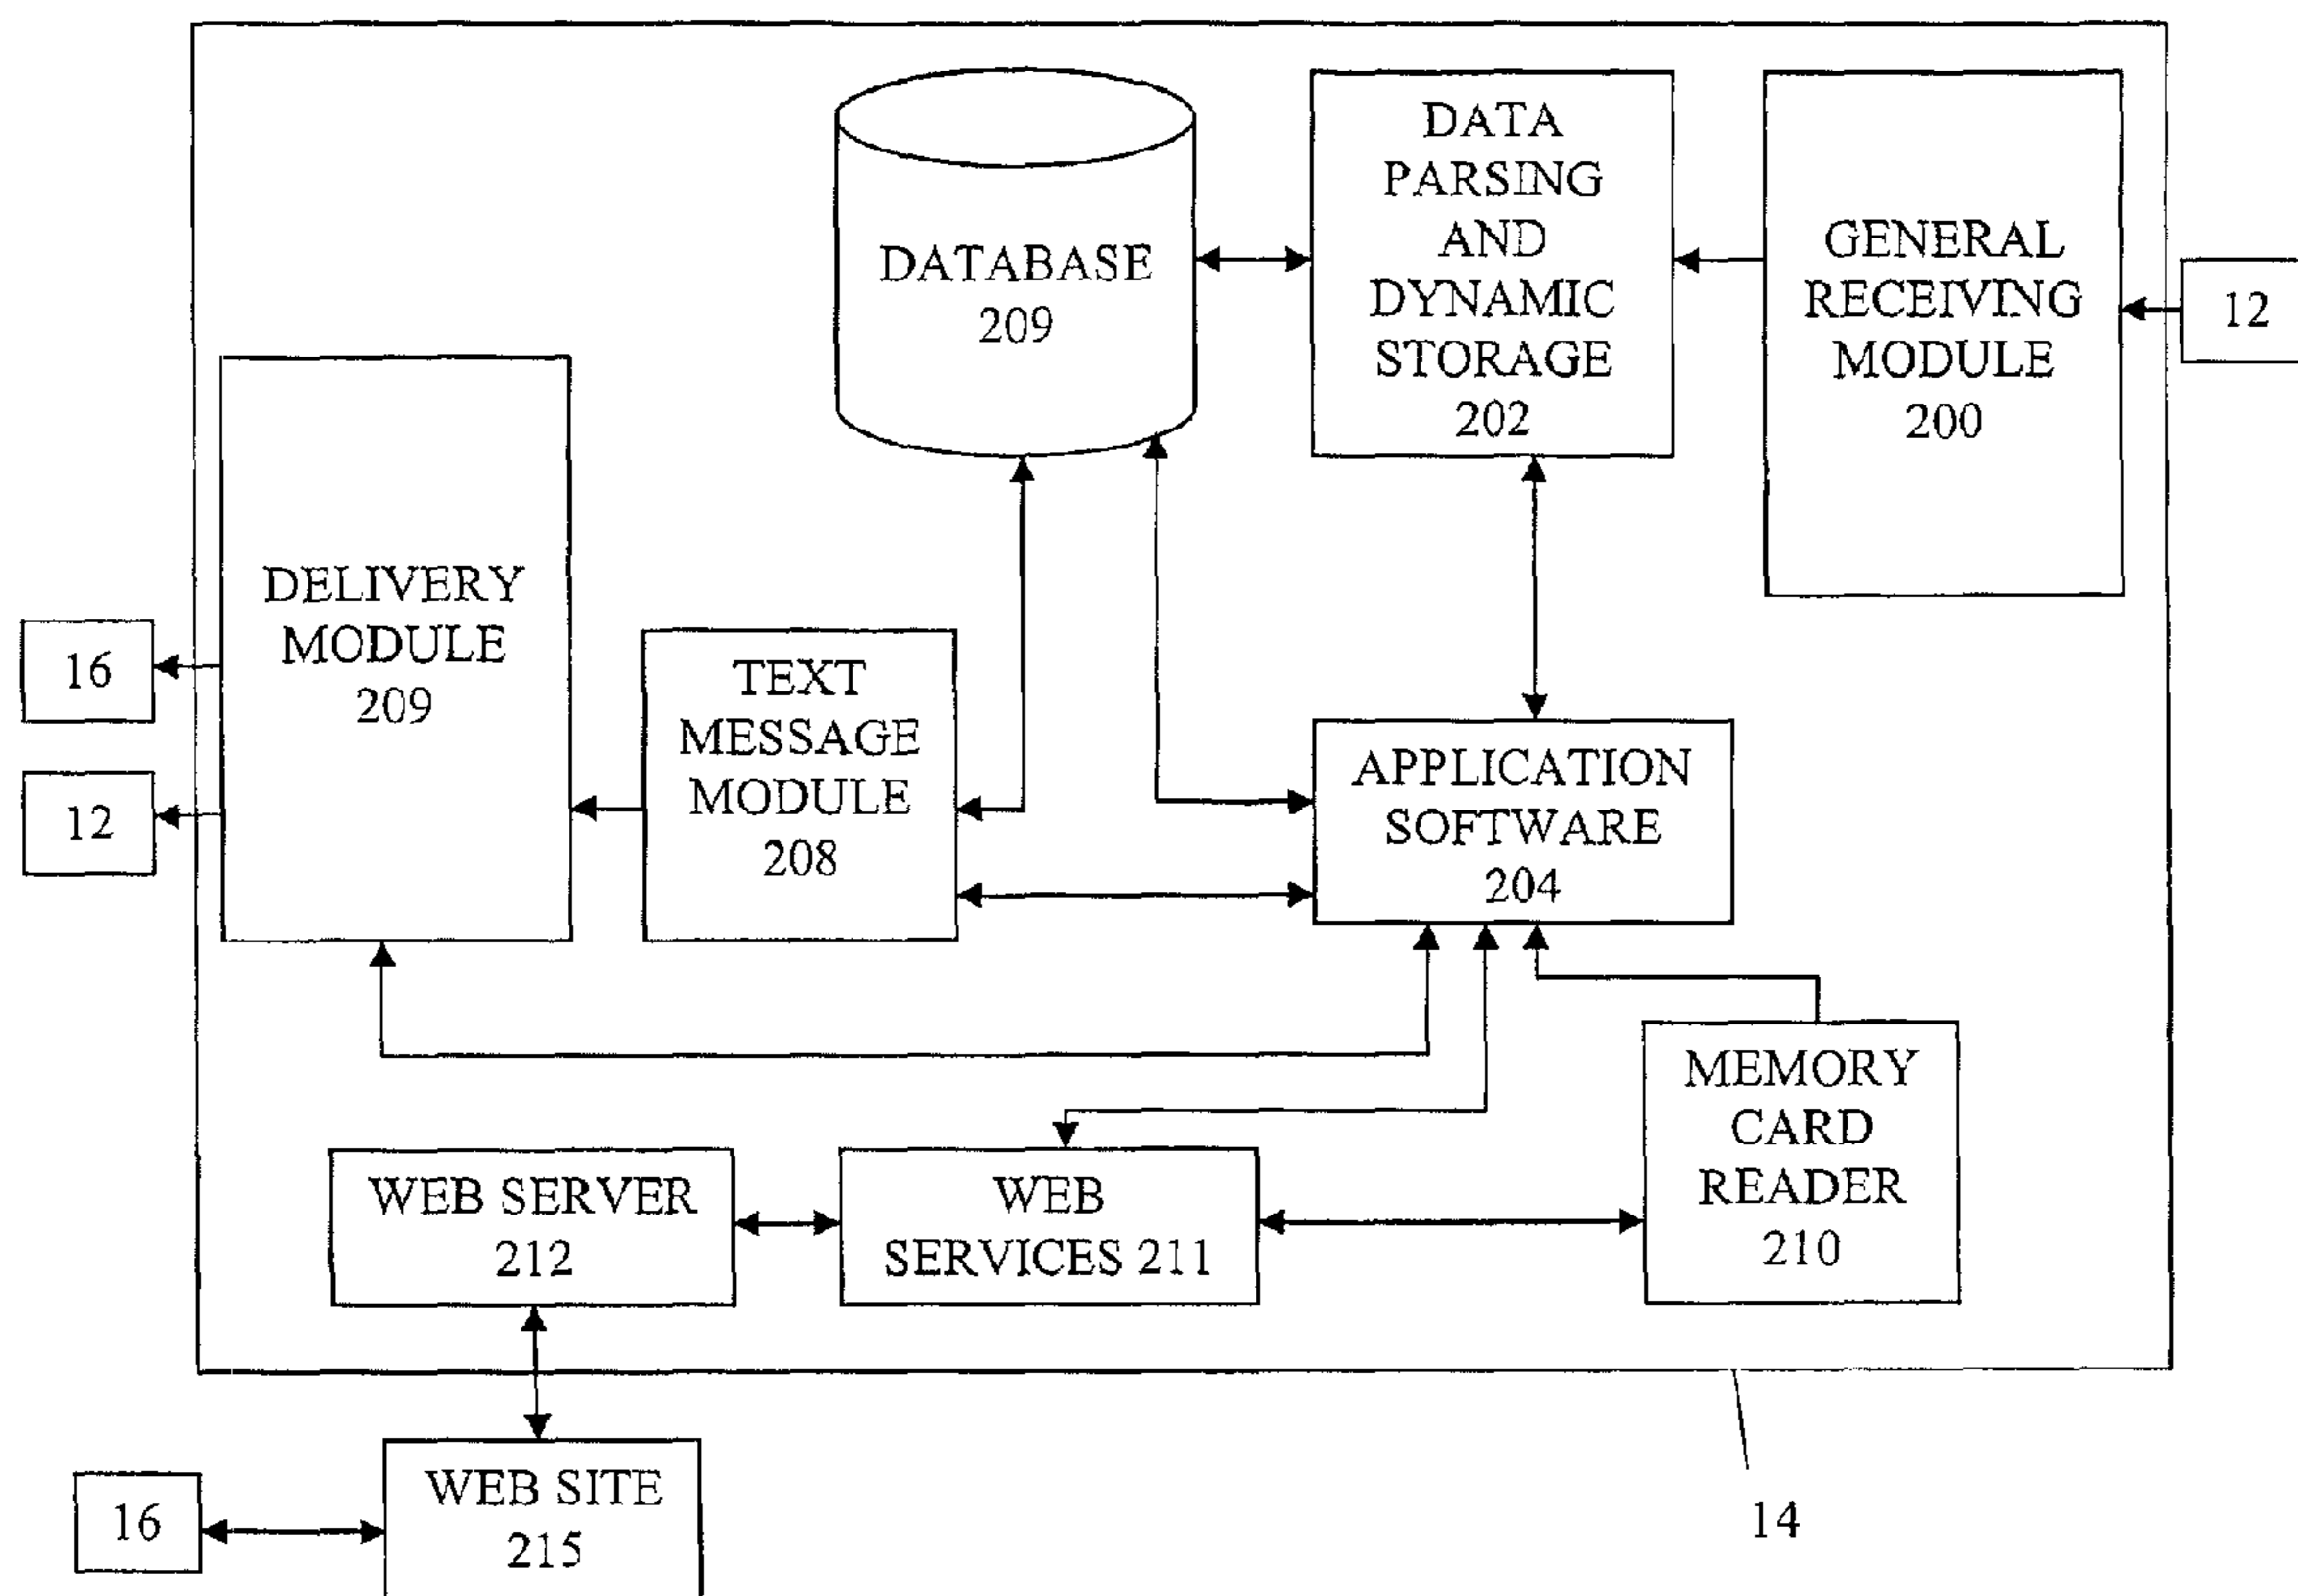 DATABASE
209
DATA
PARSING
AND
DYNAMIC
STORAGE
202
GENERAL
RECEIVING
MODULE
200
12
DELIVERY
MODULE
209
16
12
TEXT
MESSAGE
MODULE
208
APPLICATION
SOFTWARE
204
MEMORY
CARD
READER
210
WEB SERVER
212
WEB
SERVICES 211
WEB SITE
215
16
14